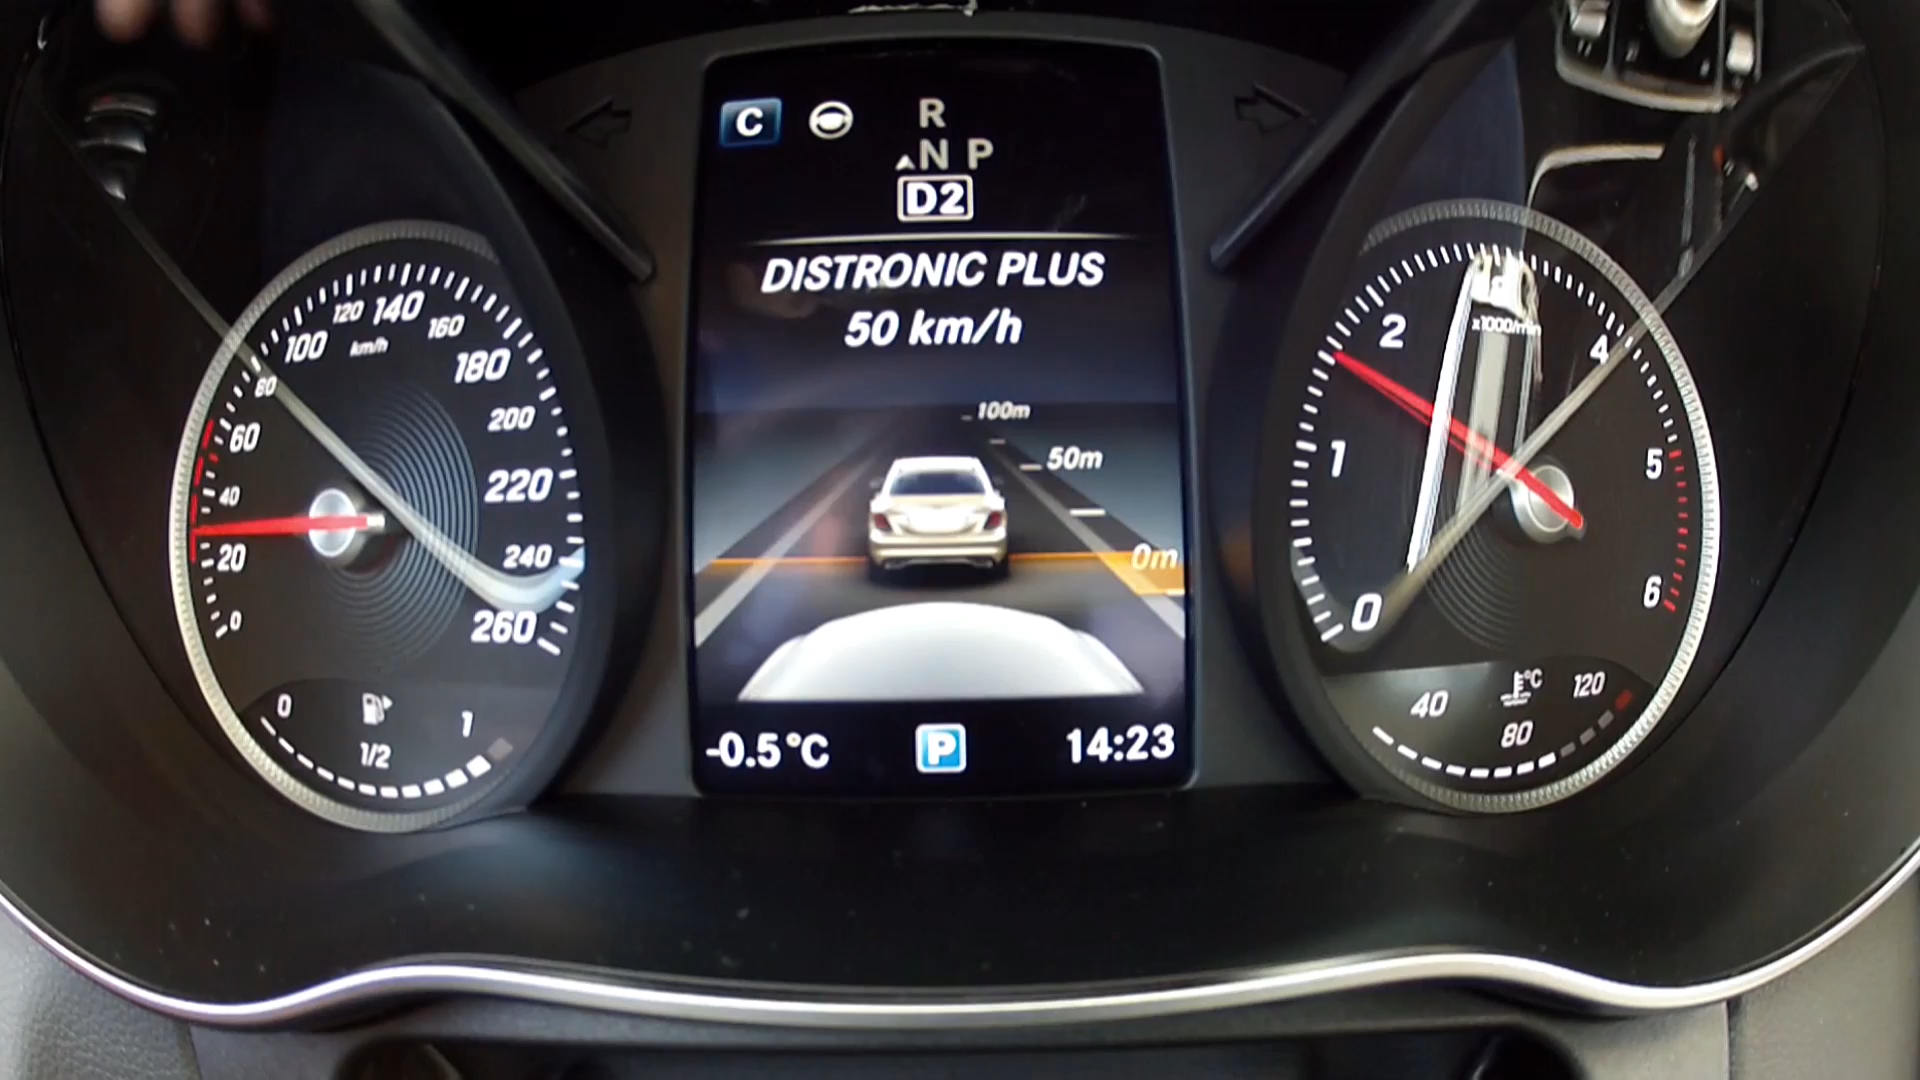 C
R
N P
D2
DISTRONIC PLUS
50 km/h
100m
50m
0m
-0.5°C
P
14:23
0
20
40
60
80
100
120
140
160
180
200
220
240
260
km/h
0
1/2
1
0
1
2
4
5
6
x1000/min
40
80
120
°C